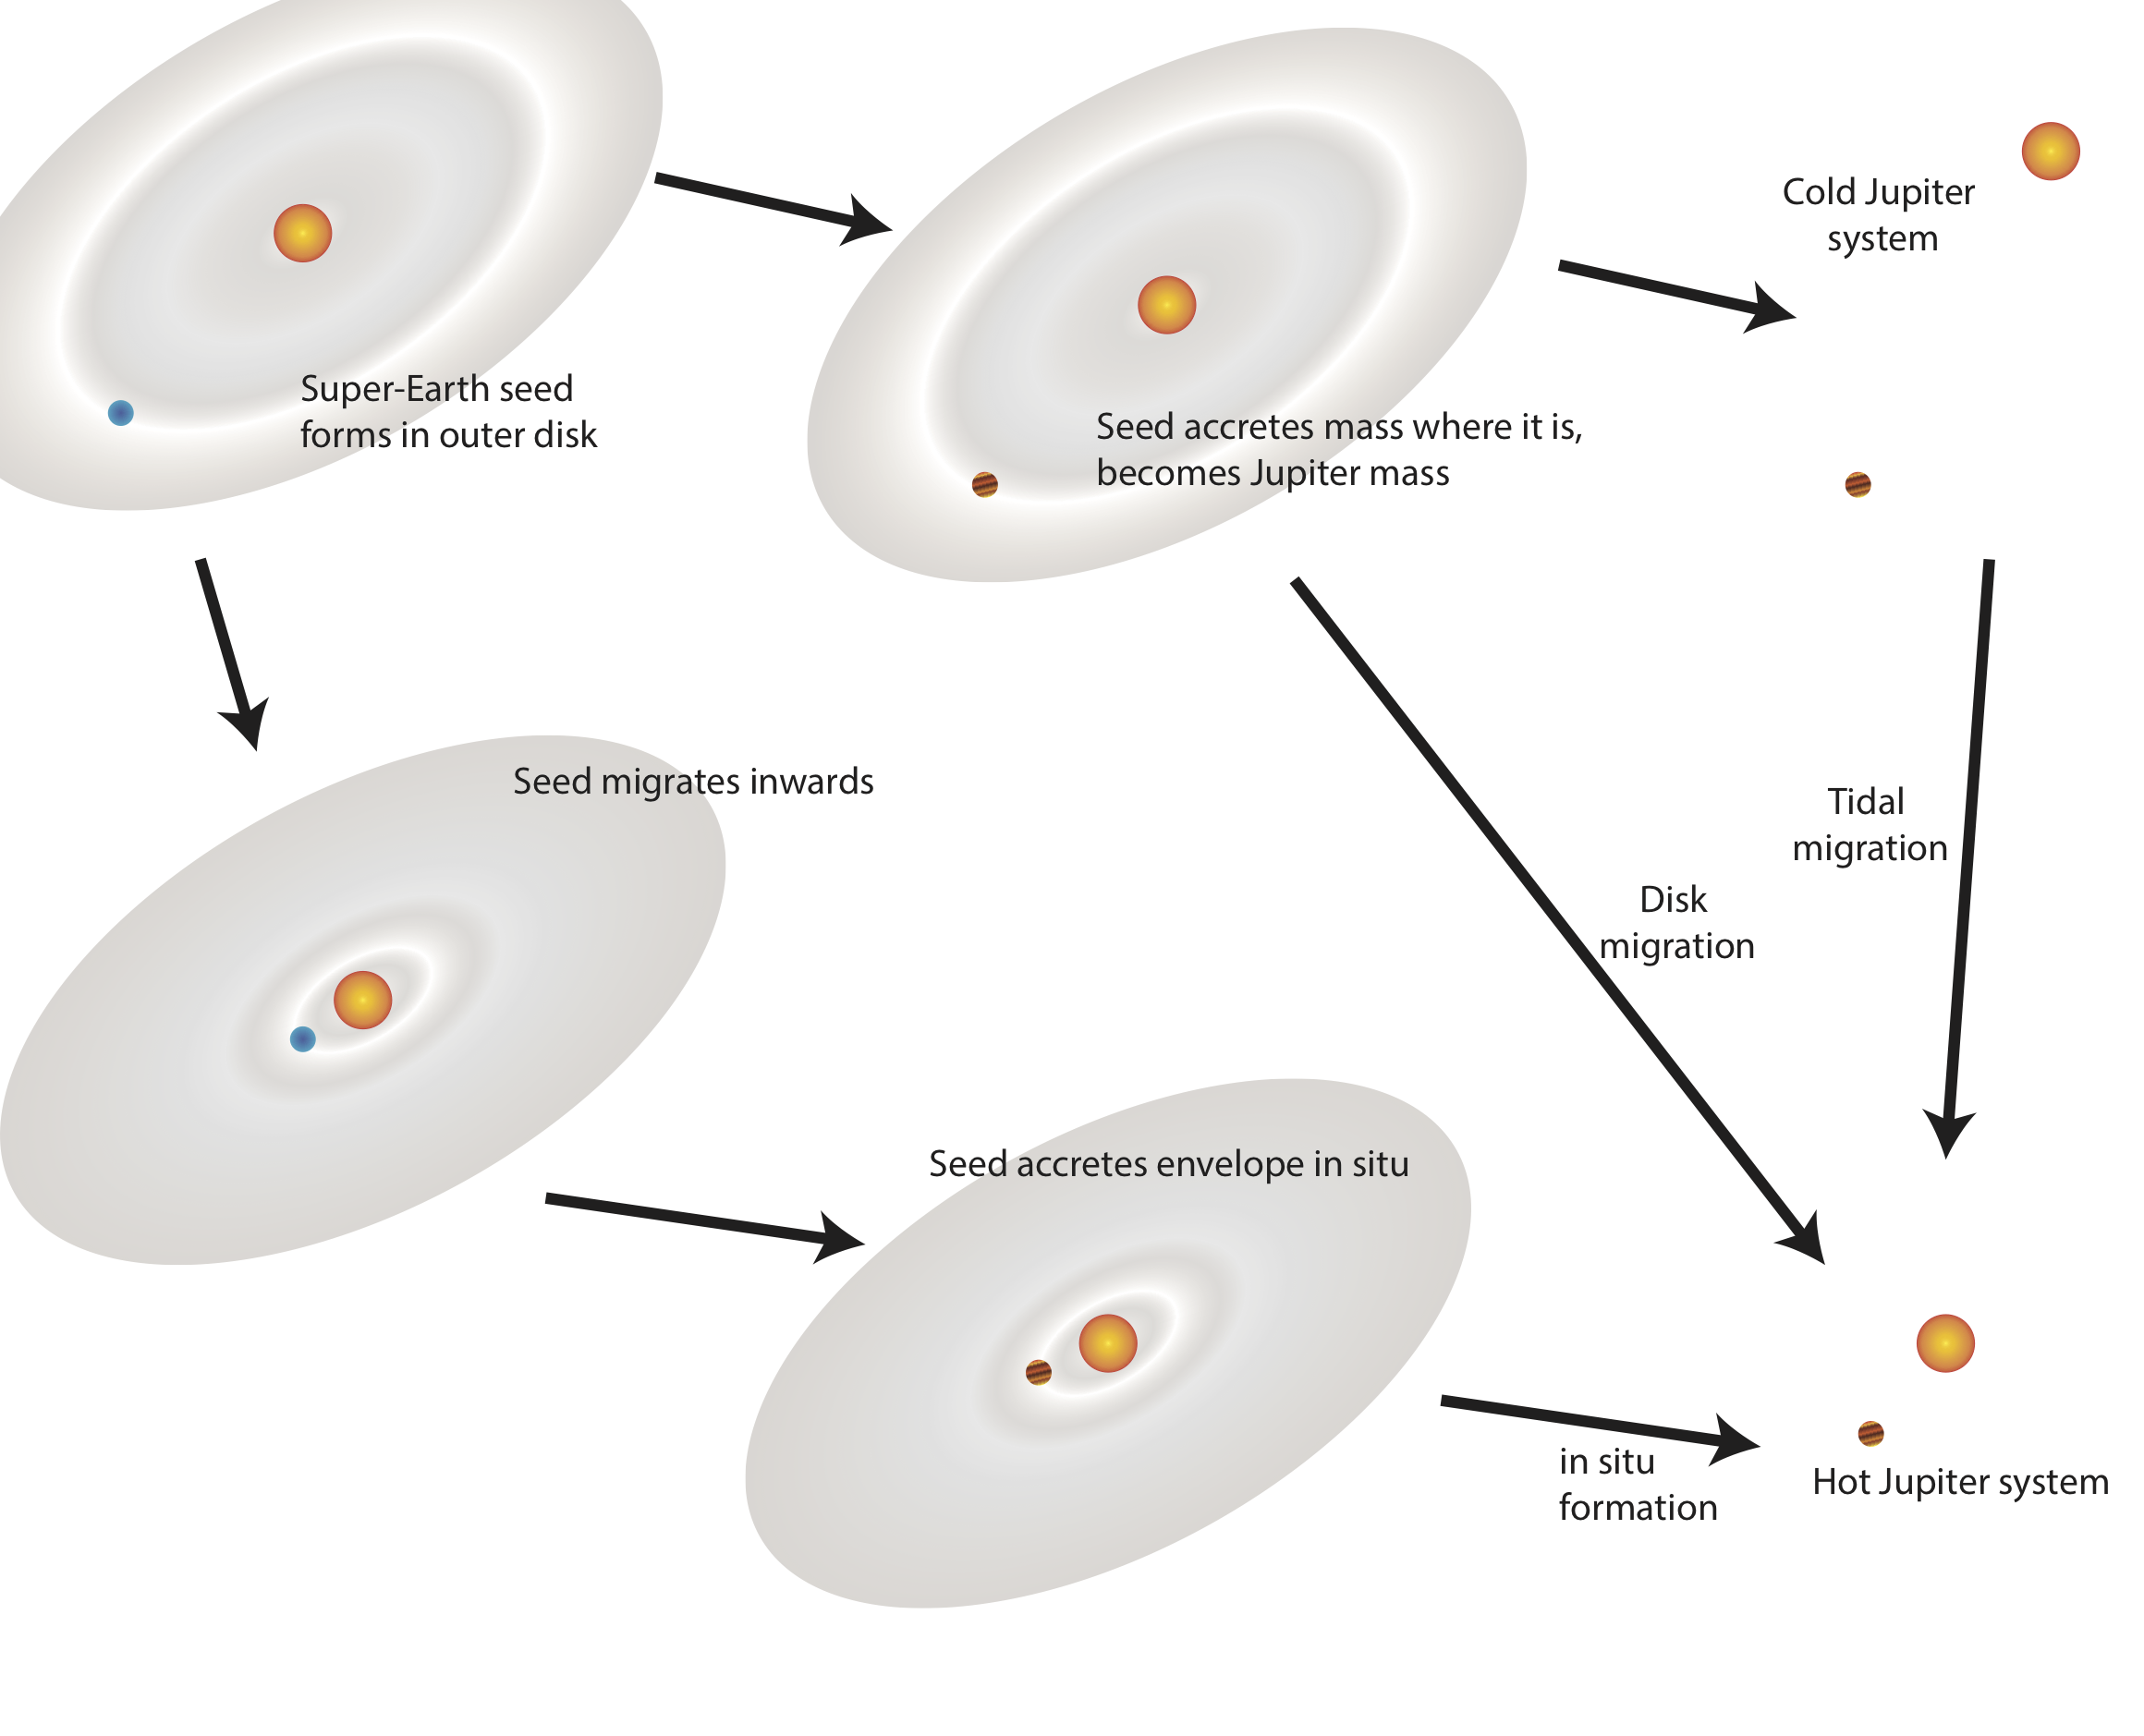 Cold Jupiter
system
Super-Earth seed
forms in outer disk
Seed accretes mass where it is,
becomes Jupiter mass
Seed migrates inwards
Tidal
migration
Disk
migration
Seed accretes envelope in situ
in situ
formation
Hot Jupiter system